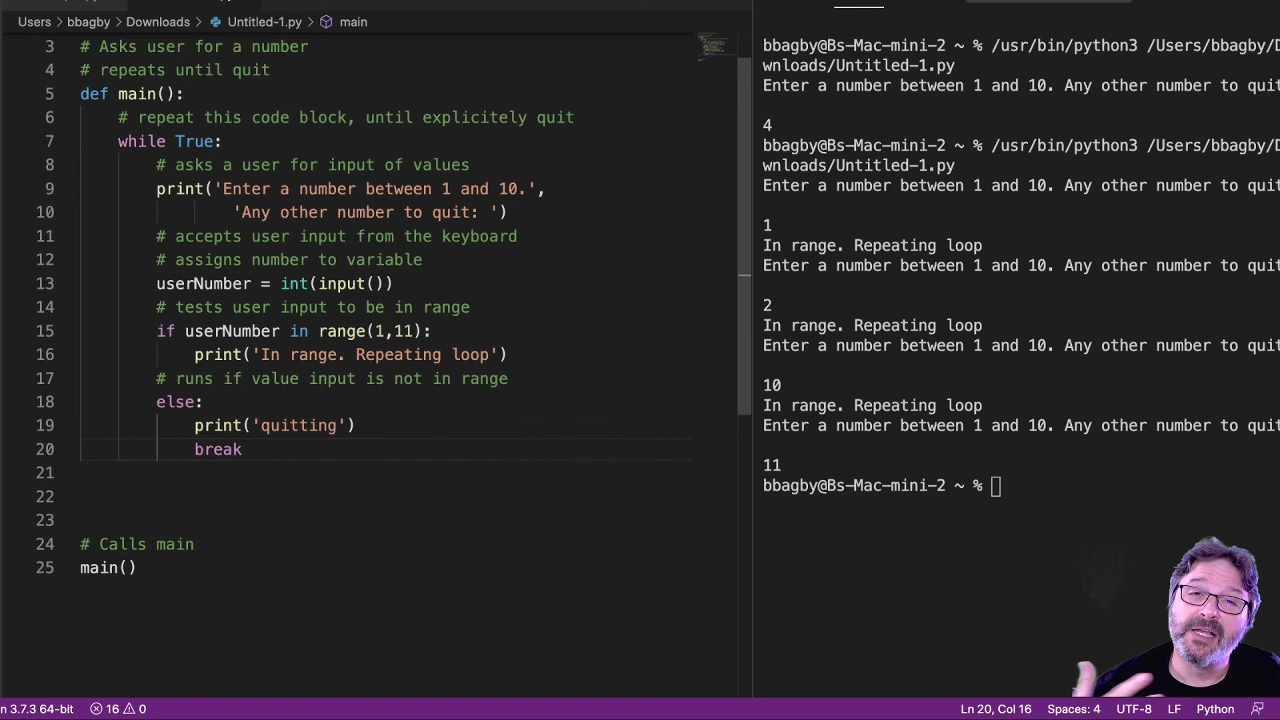 Users > bbagby > Downloads > Untitled-1.py > main
3 # Asks user for a number
4 # repeats until quit
5 def main():
6 # repeat this code block, until explicitely quit
7 while True:
8 # asks a user for input of values
9 print('Enter a number between 1 and 10.',
10 'Any other number to quit: ')
11 # accepts user input from the keyboard
12 # assigns number to variable
13 userNumber = int(input())
14 # tests user input to be in range
15 if userNumber in range(1,11):
16 print('In range. Repeating loop')
17 # runs if value input is not in range
18 else:
19 print('quitting')
20 break
21
22
23
24 # Calls main
25 main()
bbagby@Bs-Mac-mini-2 ~ % /usr/bin/python3 /Users/bbagby/D
wnloads/Untitled-1.py
Enter a number between 1 and 10. Any other number to quit
4
bbagby@Bs-Mac-mini-2 ~ % /usr/bin/python3 /Users/bbagby/D
wnloads/Untitled-1.py
Enter a number between 1 and 10. Any other number to quit
1
In range. Repeating loop
Enter a number between 1 and 10. Any other number to quit
2
In range. Repeating loop
Enter a number between 1 and 10. Any other number to quit
10
In range. Repeating loop
Enter a number between 1 and 10. Any other number to quit
11
bbagby@Bs-Mac-mini-2 ~ %
n 3.7.3 64-bit 16 0 Ln 20, Col 16 Spaces: 4 UTF-8 LF Python